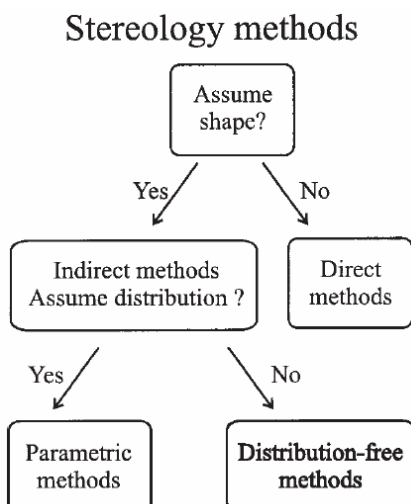 Stereology methods
Assume
shape?
Yes
No
Indirect methods
Assume distribution ?
Direct
methods
Yes
No
Parametric
methods
Distribution-free
methods